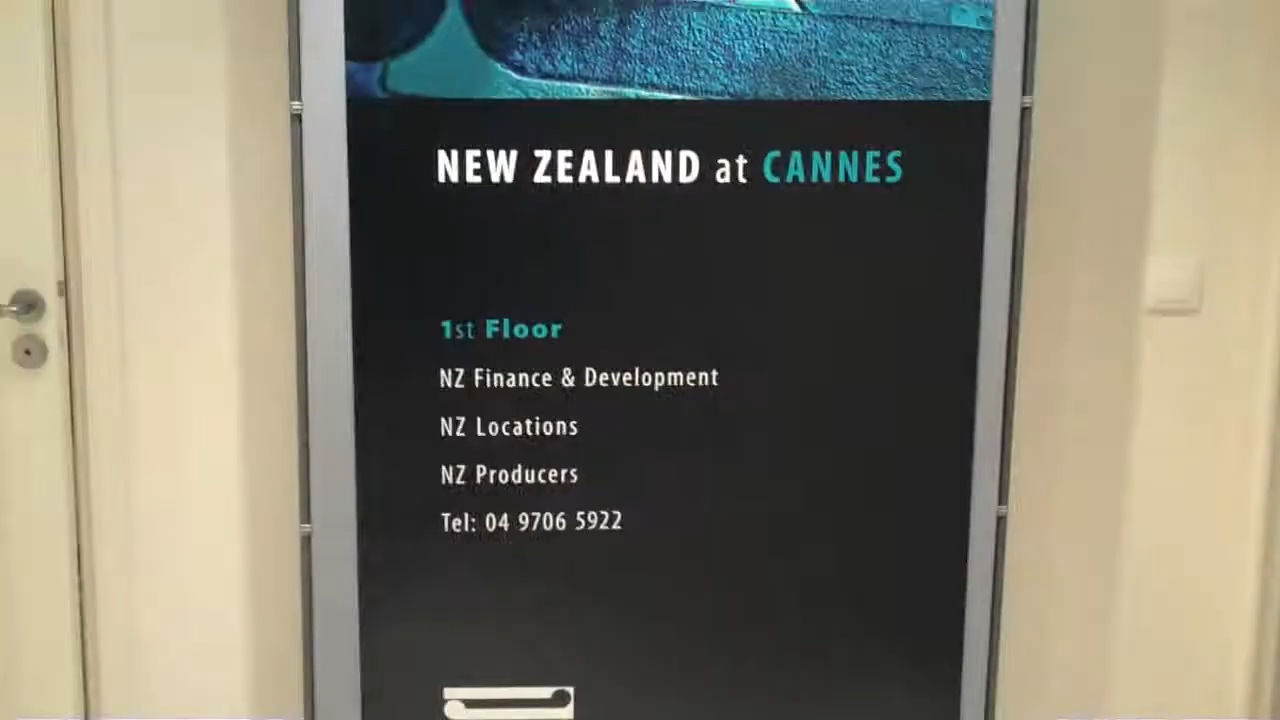 NEW ZEALAND at CANNES
1st Floor
NZ Finance & Development
NZ Locations
NZ Producers
Tel: 04 9706 5922